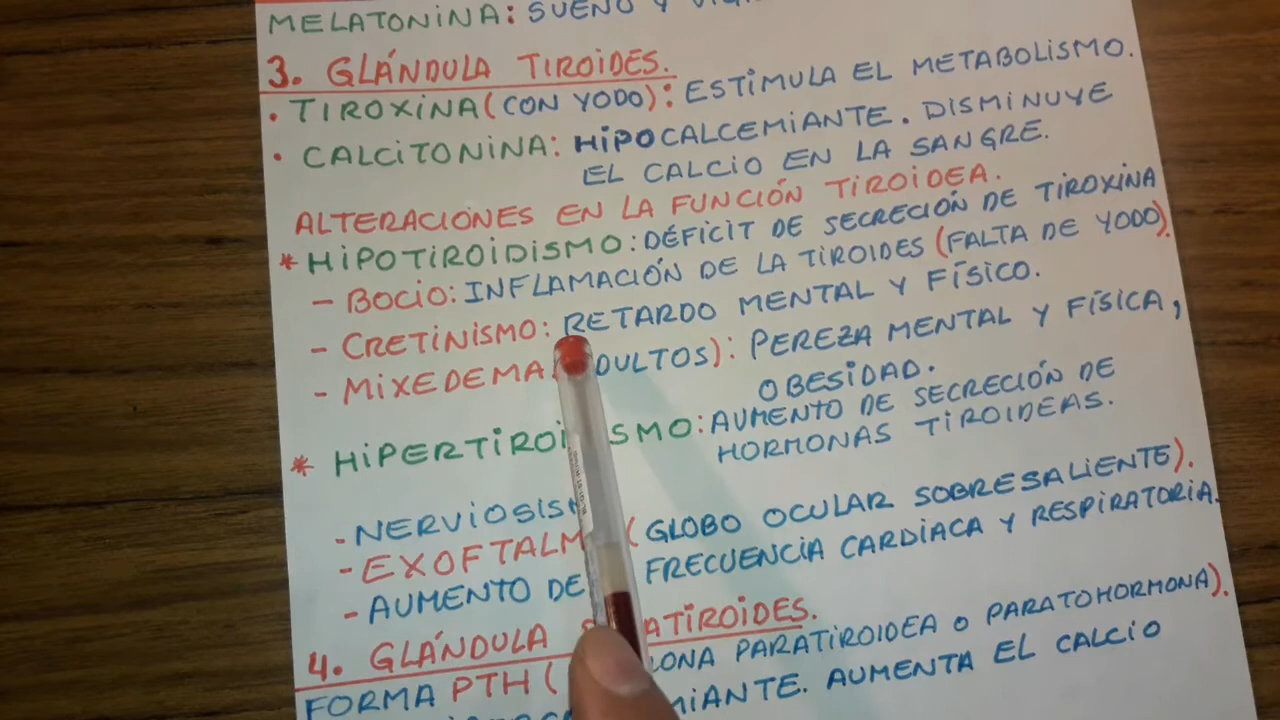 MELATONINA: SUEÑO Y
3. GLÁNDULA TIROIDES.
• TIROXINA (CON YODO): ESTIMULA EL METABOLISMO.
• CALCITONINA: HIPOCALCEMIANTE. DISMINUYE
EL CALCIO EN LA SANGRE.
ALTERACIONES EN LA FUNCIÓN TIROIDEA.
* HIPOTIROIDISMO: DÉFICIT DE SECRECIÓN DE TIROXINA
- BOCIO: INFLAMACIÓN DE LA TIROIDES (FALTA DE YODO).
- CRETINISMO: RETARDO MENTAL Y FÍSICO.
- MIXEDEMA DULTOS): PEREZA MENTAL Y FÍSICA,
OBESIDAD.
* HIPERTIROI SMO: AUMENTO DE SECRECIÓN DE
HORMONAS TIROIDEAS.
- NERVIOSIS
- EXOFTALM (GLOBO OCULAR SOBRESALIENTE).
- AUMENTO DE FRECUENCIA CARDÍACA Y RESPIRATORIA.
4. GLÁNDULA ATIROIDES.
FORMA PTH ( ONA PARATIROIDEA O PARATOHORMONA).
MIANTE. AUMENTA EL CALCIO